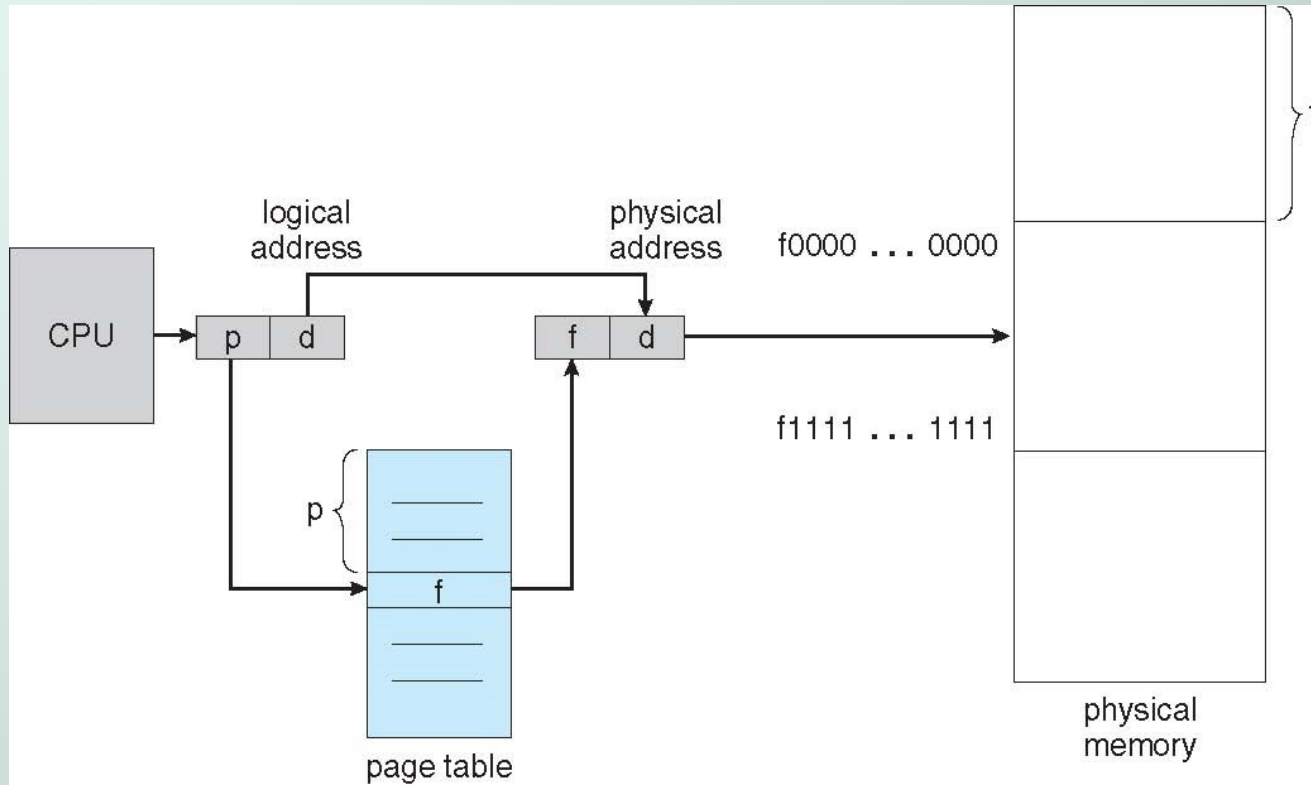 logical
address
physical
address
f0000 ... 0000
CPU
p
d
f
d
f1111 ... 1111
p
f
page table
physical
memory